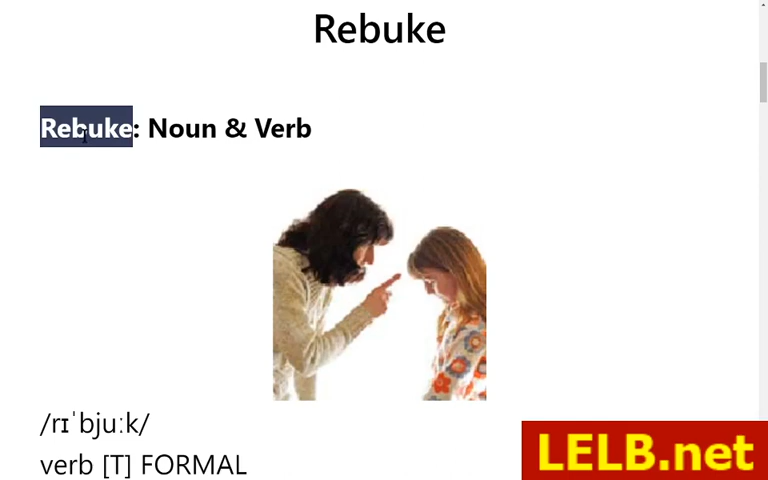 Rebuke
Rebuke: Noun & Verb
/rɪˈbjuːk/
verb [T] FORMAL
LELB.net